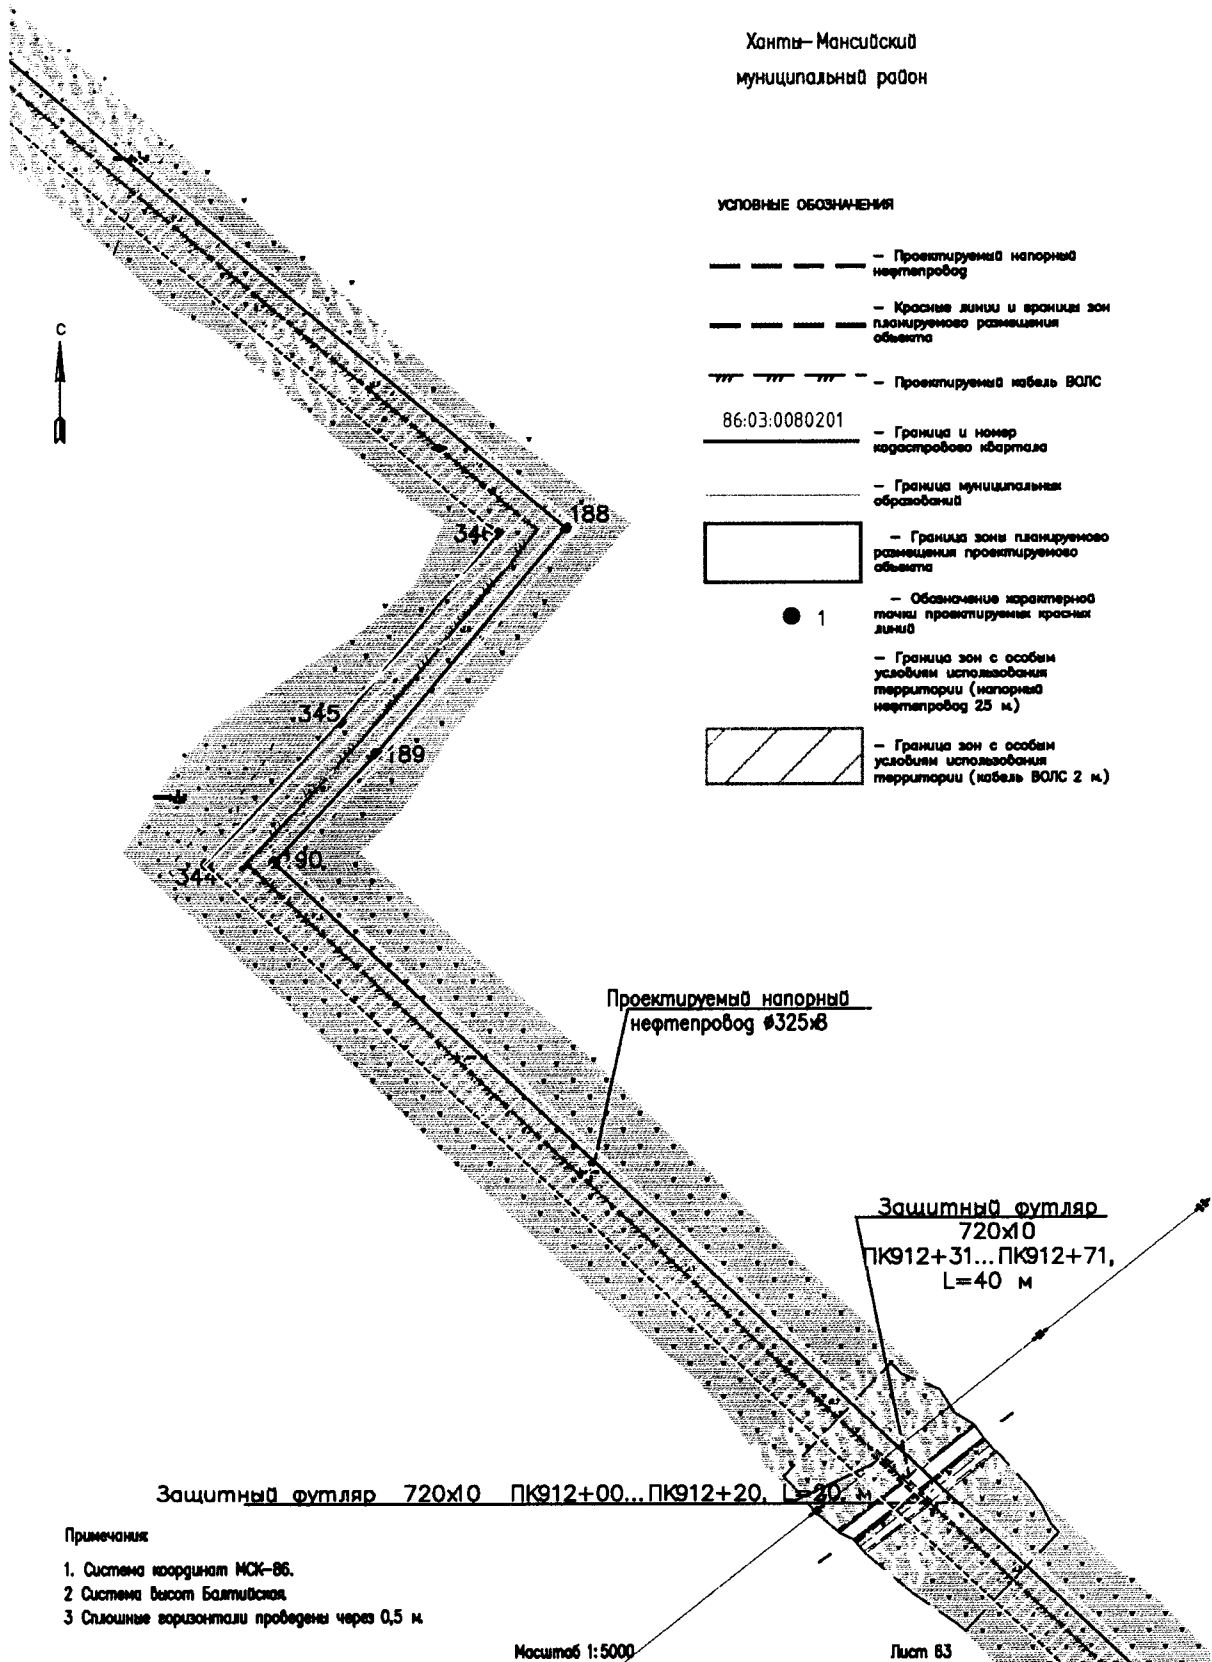 Ханты-Мансийский
муниципальный район
УСЛОВНЫЕ ОБОЗНАЧЕНИЯ
— Проектируемый напорный
нефтепровод
— Красные линии и границы зон
планируемого размещения
объекта
— Проектируемый кабель ВОЛС
86:03:0080201
— Граница и номер
кадастрового квартала
— Граница муниципальных
образований
— Граница зоны планируемого
размещения проектируемого
объекта
1
— Обозначение характерной
точки проектируемых красных
линий
— Граница зон с особым
условиям использования
территории (напорный
нефтепровод 25 м.)
— Граница зон с особым
условиям использования
территории (кабель ВОЛС 2 м.)
С
188
346
345
189
190
344
Проектируемый напорный
нефтепровод ø325х8
Защитный футляр
720х10
ПК912+31...ПК912+71,
L=40 м
Защитный футляр 720х10 ПК912+00...ПК912+20, L=20 м
Примечания:
1. Система координат МСК-86.
2 Система высот Балтийская.
3 Сплошные горизонтали проведены через 0,5 м.
Масштаб 1:5000
Лист 63